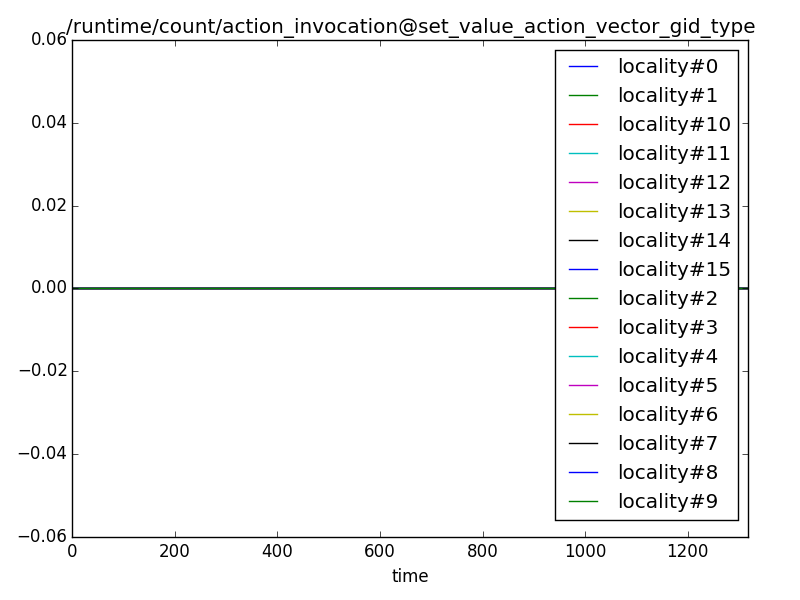 /runtime/count/action_invocation@set_value_action_vector_gid_type
0.06
0.04
0.02
0.00
−0.02
−0.04
−0.06
locality#0
locality#1
locality#10
locality#11
locality#12
locality#13
locality#14
locality#15
locality#2
locality#3
locality#4
locality#5
locality#6
locality#7
locality#8
locality#9
0 200 400 600 800 1000 1200
time